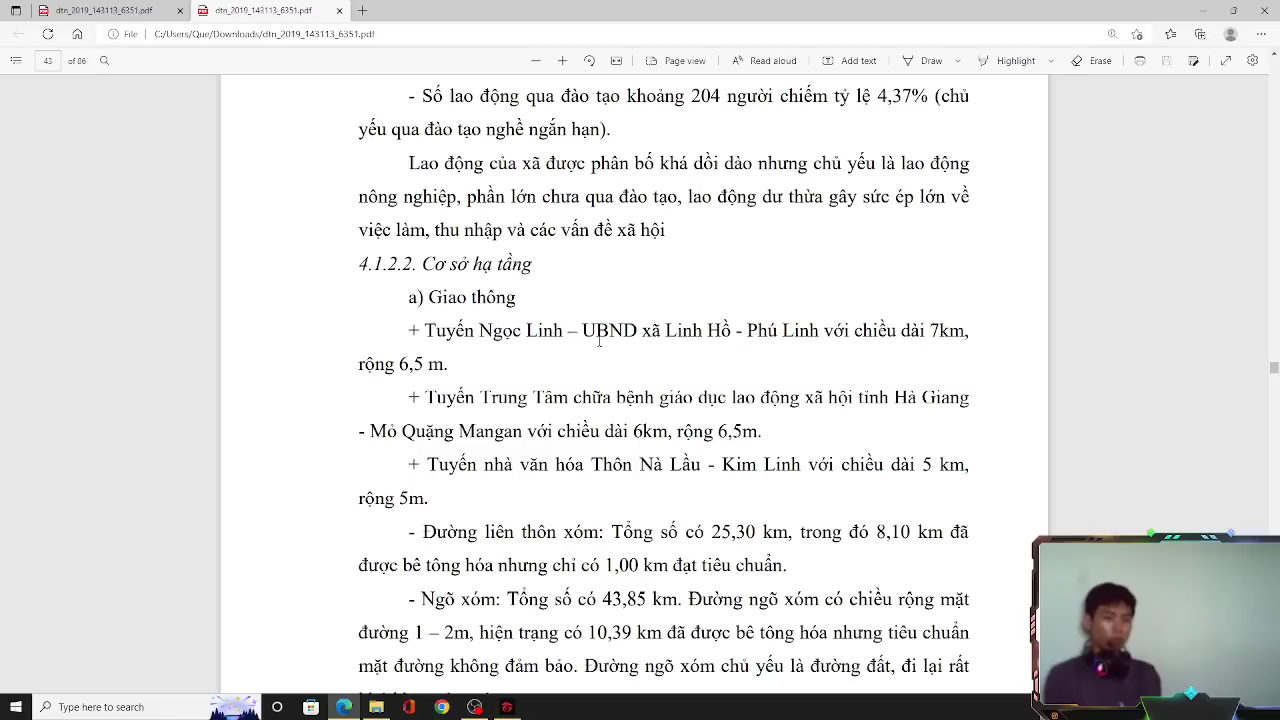 dtn_2019_143113_6351.pdf
dtn_2019_143113_6351.pdf
File
C:/Users/Que/Downloads/dtn_2019_143113_6351.pdf
43 of 86
Page view
Read aloud
Add text
Draw
Highlight
Erase
- Số lao động qua đào tạo khoảng 204 người chiếm tỷ lệ 4,37% (chủ
yếu qua đào tạo nghề ngắn hạn).
Lao động của xã được phân bố khá dồi dào nhưng chủ yếu là lao động
nông nghiệp, phần lớn chưa qua đào tạo, lao động dư thừa gây sức ép lớn về
việc làm, thu nhập và các vấn đề xã hội
4.1.2.2. Cơ sở hạ tầng
a) Giao thông
+ Tuyến Ngọc Linh – UBND xã Linh Hồ - Phú Linh với chiều dài 7km,
rộng 6,5 m.
+ Tuyến Trung Tâm chữa bệnh giáo dục lao động xã hội tỉnh Hà Giang
- Mỏ Quặng Mangan với chiều dài 6km, rộng 6,5m.
+ Tuyến nhà văn hóa Thôn Nà Lầu - Kim Linh với chiều dài 5 km,
rộng 5m.
- Đường liên thôn xóm: Tổng số có 25,30 km, trong đó 8,10 km đã
được bê tông hóa nhưng chỉ có 1,00 km đạt tiêu chuẩn.
- Ngõ xóm: Tổng số có 43,85 km. Đường ngõ xóm có chiều rộng mặt
đường 1 – 2m, hiện trạng có 10,39 km đã được bê tông hóa nhưng tiêu chuẩn
mặt đường không đảm bảo. Đường ngõ xóm chủ yếu là đường đất, đi lại rất
Type here to search